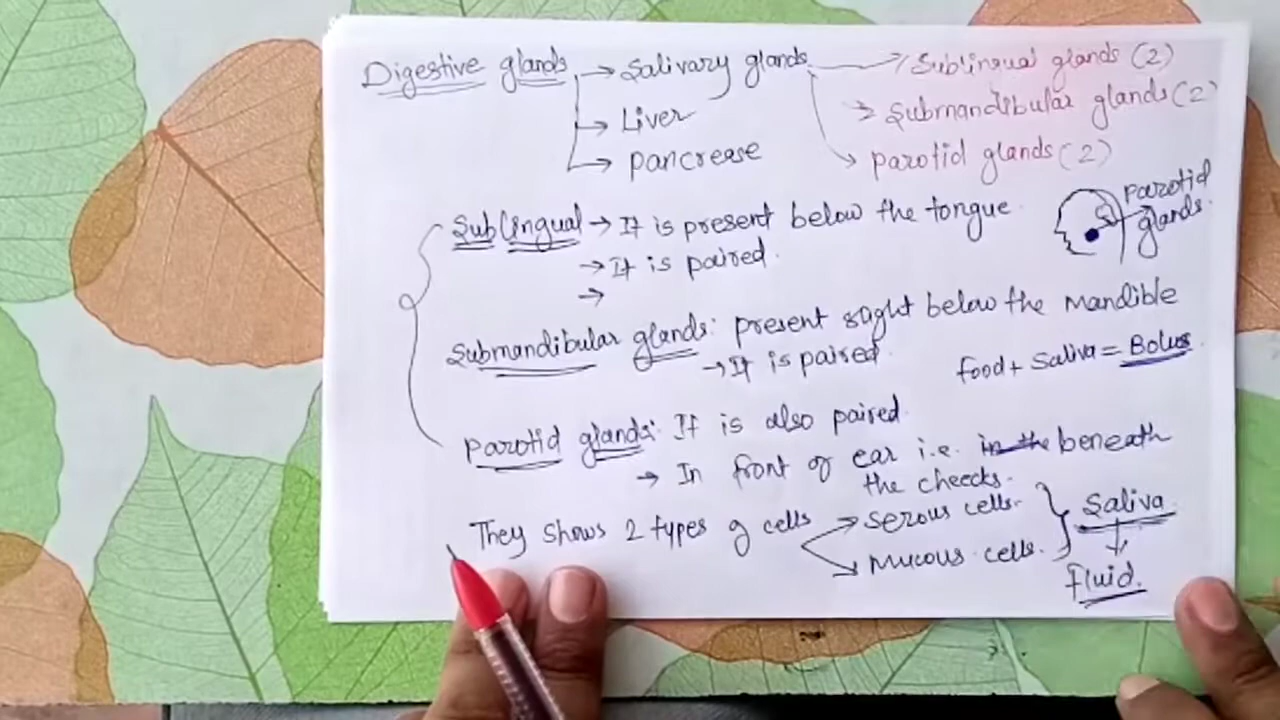 Digestive glands → Salivary glands → Sublingual glands (2)
→ Liver → Submandibular glands (2)
→ pancrease → parotid glands (2)
Sublingual → It is present below the tongue
→ It is paired.
→
parotid glands.
Submandibular glands: present saght below the Mandible
→ It is paired.
food + Saliva = Bolus
parotid glands: It is also paired.
→ In front of ear i.e. in the beneath
the cheecks.
They shows 2 types of cells → Serous cells. } Saliva
→ Mucous cells. ↓
fluid.